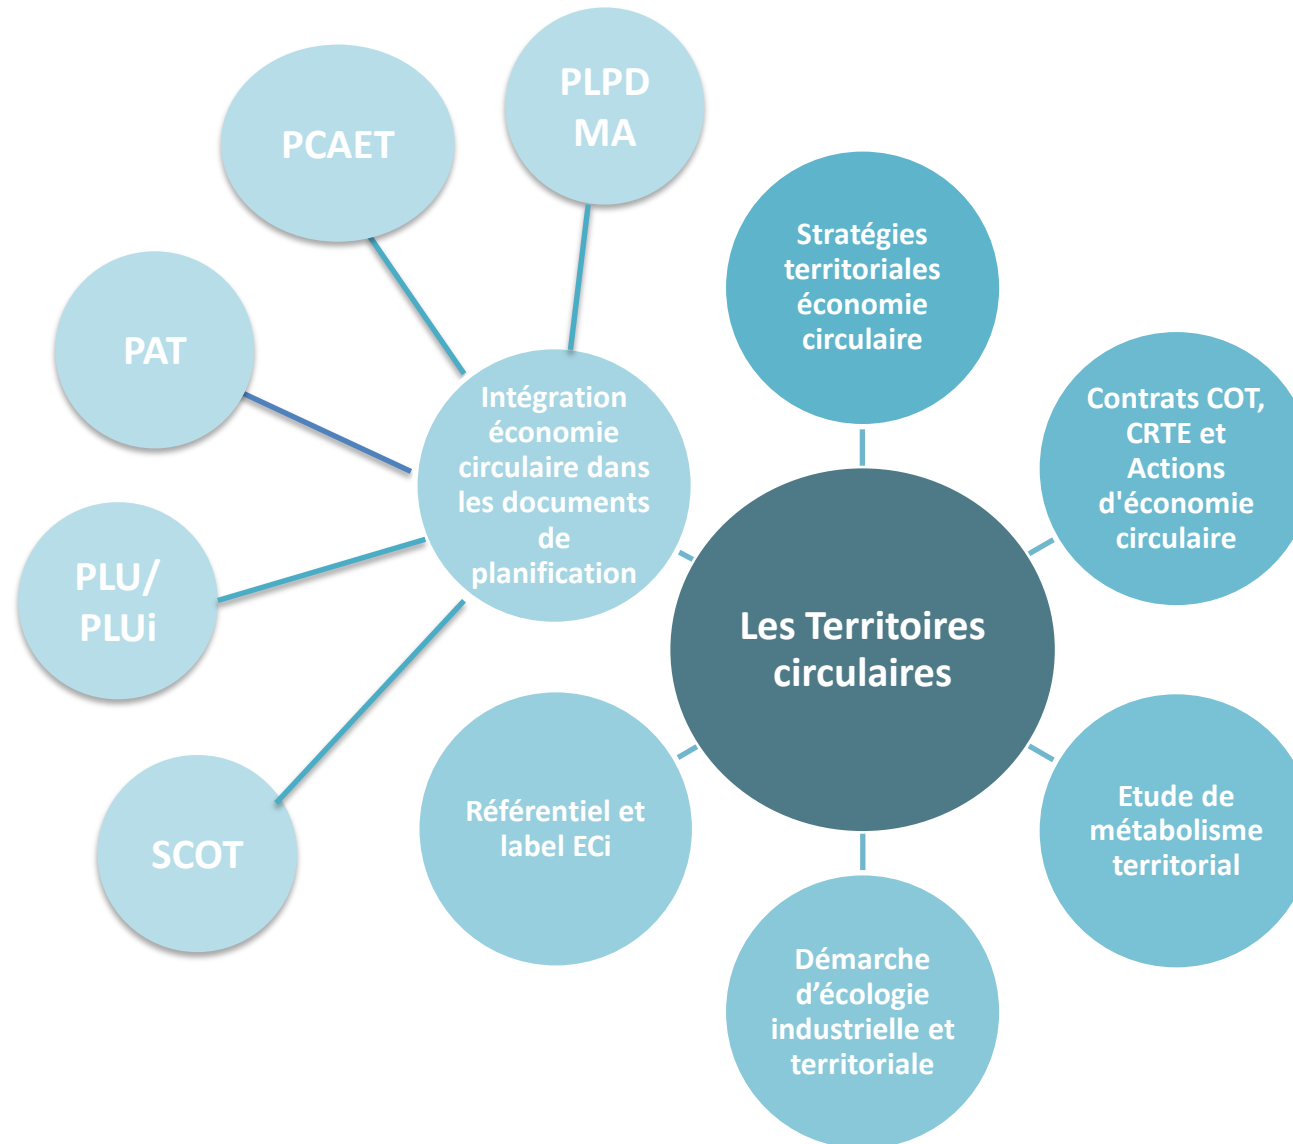 PLPD
MA
PCAET
PAT
PLU/
PLUi
SCOT
Intégration
économie
circulaire dans
les documents
de
planification
Stratégies
territoriales
économie
circulaire
Contrats COT,
CRTE et
Actions
d'économie
circulaire
Les Territoires
circulaires
Référentiel et
label ECi
Etude de
métabolisme
territorial
Démarche
d’écologie
industrielle et
territoriale